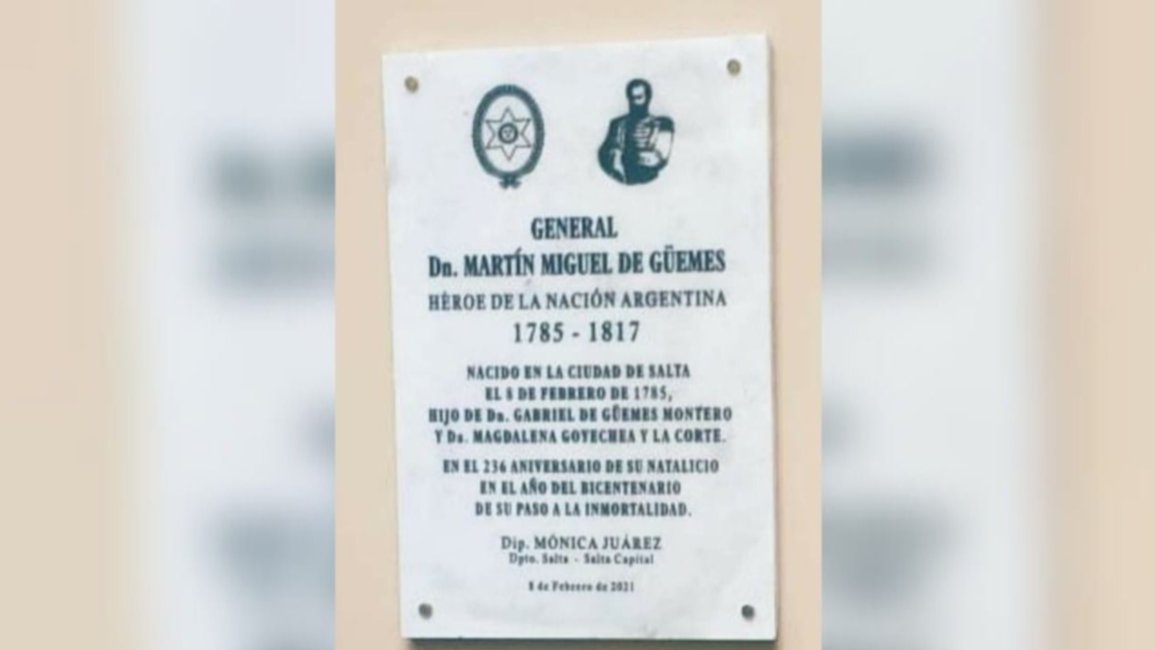 GENERAL
Dn. MARTÍN MIGUEL DE GÜEMES
HÉROE DE LA NACIÓN ARGENTINA
1785 - 1817
NACIDO EN LA CIUDAD DE SALTA
EL 8 DE FEBRERO DE 1785,
HIJO DE Dn. GABRIEL DE GÜEMES MONTERO
Y Da. MAGDALENA GOYECHEA Y LA CORTE.
EN EL 236 ANIVERSARIO DE SU NATALICIO
EN EL AÑO DEL BICENTENARIO
DE SU PASO A LA INMORTALIDAD.
Dip. MÓNICA JUÁREZ
Dpto. Salta - Salta Capital
8 de Febrero de 2021